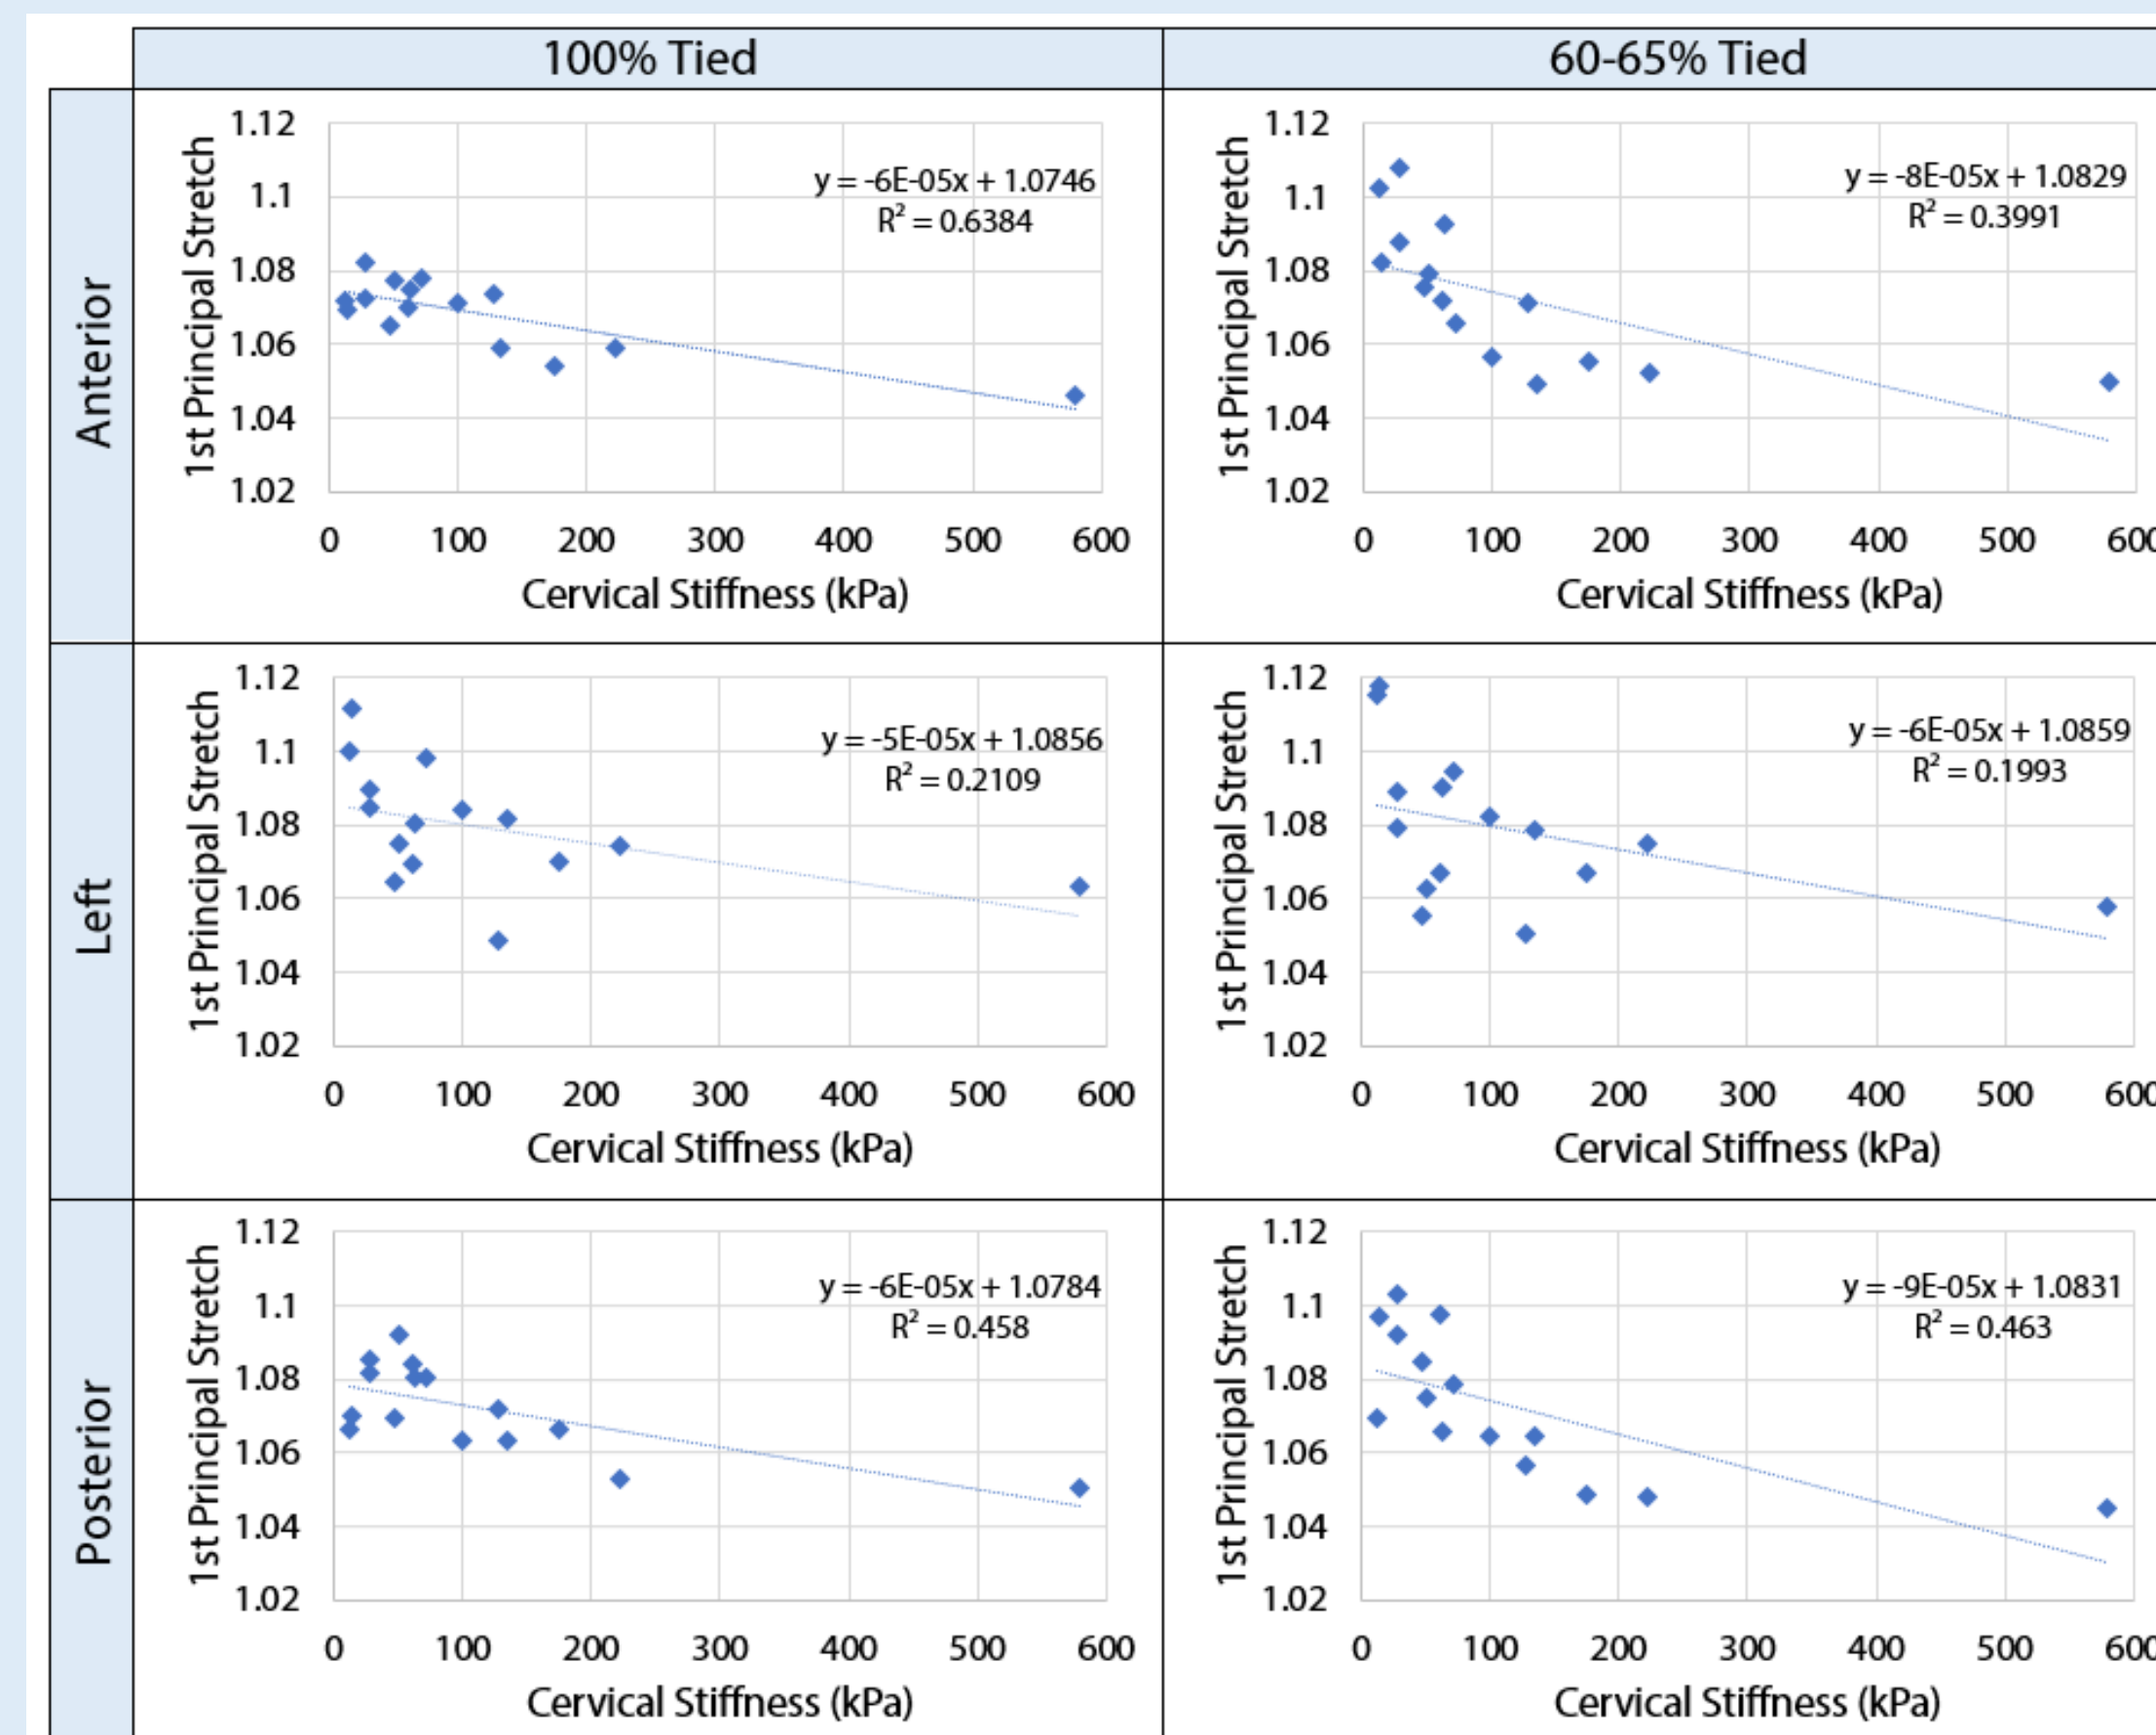 100% Tied
60-65% Tied
Anterior
1st Principal Stretch
1.12
1.1
1.08
1.06
1.04
1.02
y = -6E-05x + 1.0746
R² = 0.6384
0 100 200 300 400 500 600
Cervical Stiffness (kPa)
1st Principal Stretch
1.12
1.1
1.08
1.06
1.04
1.02
y = -8E-05x + 1.0829
R² = 0.3991
0 100 200 300 400 500 600
Cervical Stiffness (kPa)
Left
1st Principal Stretch
1.12
1.1
1.08
1.06
1.04
1.02
y = -5E-05x + 1.0856
R² = 0.2109
0 100 200 300 400 500 600
Cervical Stiffness (kPa)
1st Principal Stretch
1.12
1.1
1.08
1.06
1.04
1.02
y = -6E-05x + 1.0859
R² = 0.1993
0 100 200 300 400 500 600
Cervical Stiffness (kPa)
Posterior
1st Principal Stretch
1.12
1.1
1.08
1.06
1.04
1.02
y = -6E-05x + 1.0784
R² = 0.458
0 100 200 300 400 500 600
Cervical Stiffness (kPa)
1st Principal Stretch
1.12
1.1
1.08
1.06
1.04
1.02
y = -9E-05x + 1.0831
R² = 0.463
0 100 200 300 400 500 600
Cervical Stiffness (kPa)